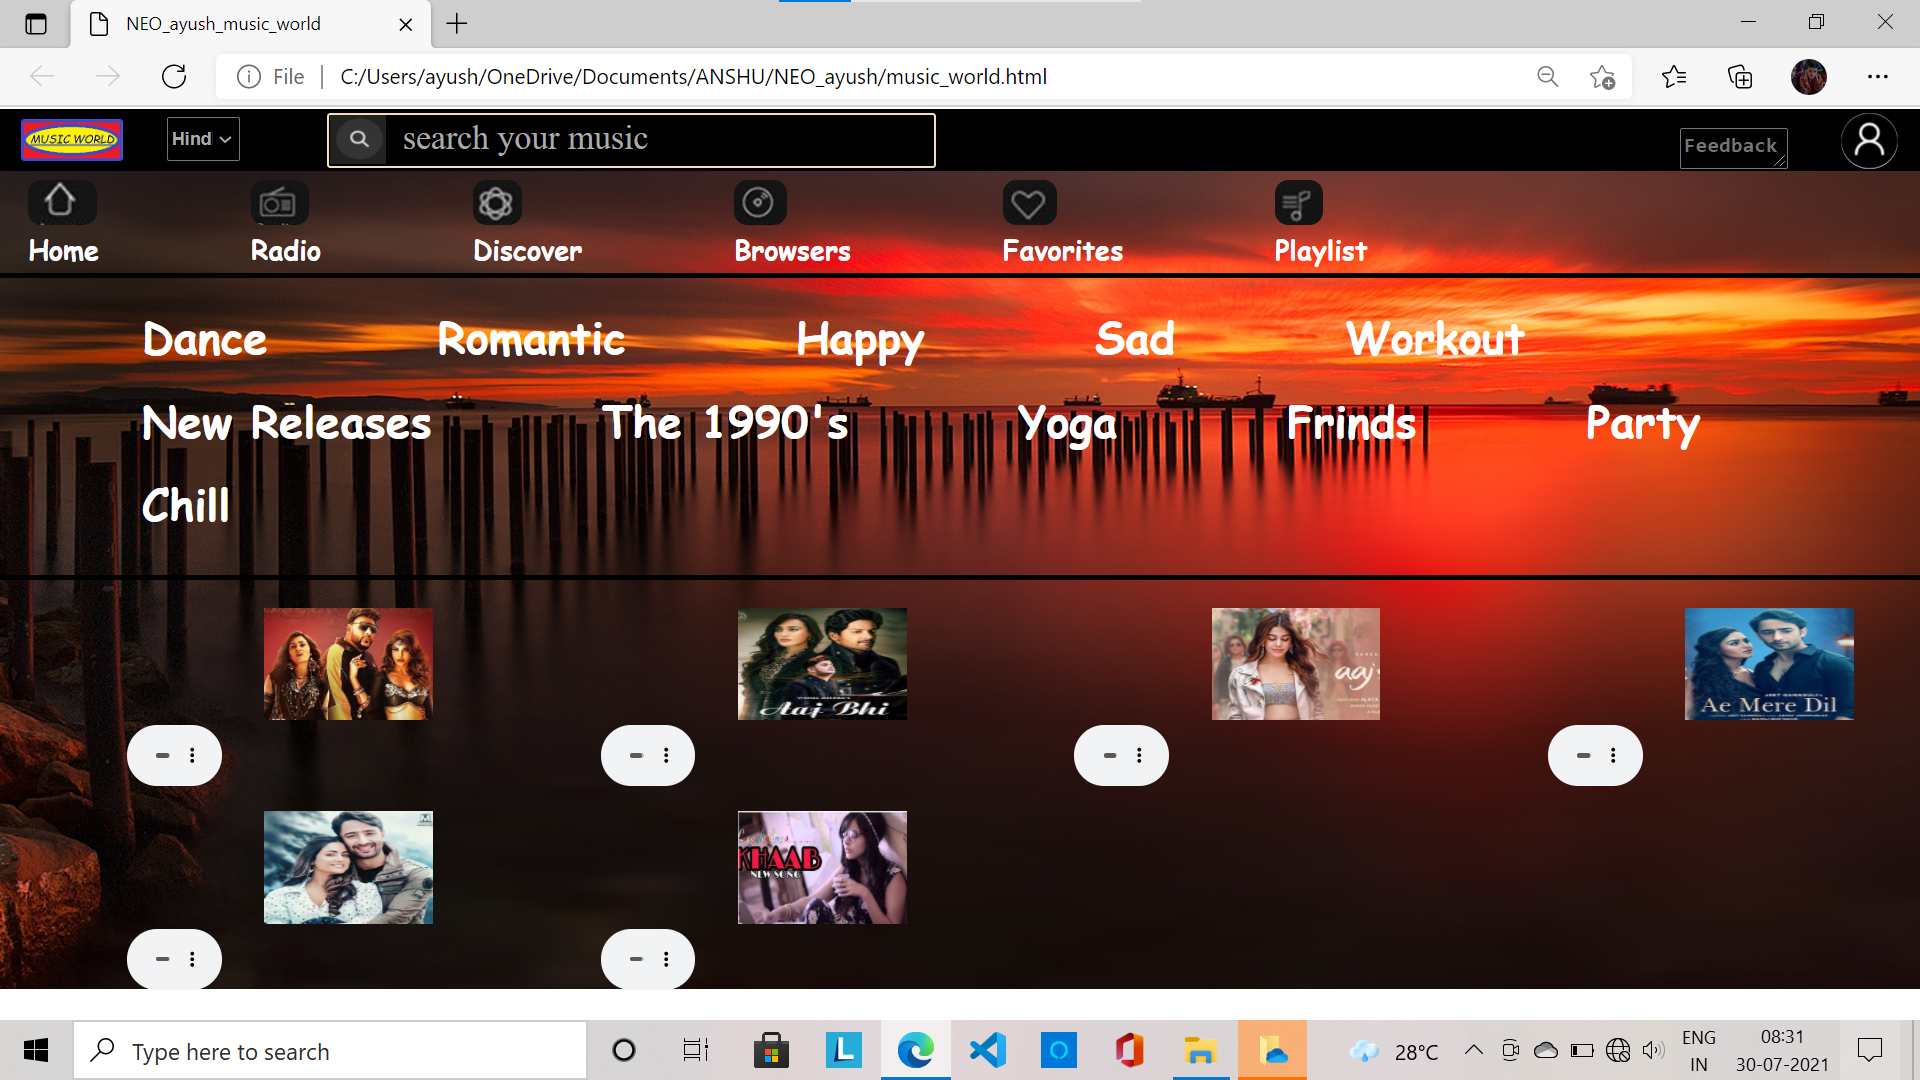 NEO_ayush_music_world
File | C:/Users/ayush/OneDrive/Documents/ANSHU/NEO_ayush/music_world.html
MUSIC WORLD
Hind
search your music
Feedback
Home Radio Discover Browsers Favorites Playlist
Dance Romantic Happy Sad Workout
New Releases The 1990's Yoga Frinds Party
Chill
Aaj Bhi
aaj
Ae Mere Dil
KHAAB
NEW SONG
Type here to search
28°C
ENG
IN
08:31
30-07-2021